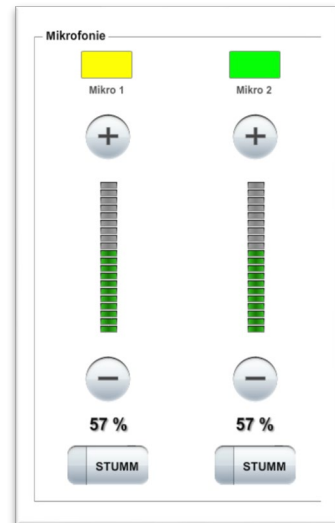 Mikrofonie
Mikro 1 Mikro 2
+ +
− −
57 % 57 %
STUMM STUMM